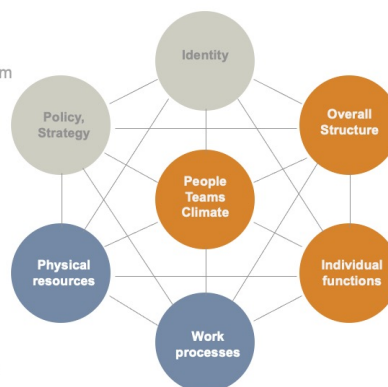 Identity
m
Policy,
Strategy
Overall
Structure
People
Teams
Climate
Physical
resources
Individual
functions
Work
processes